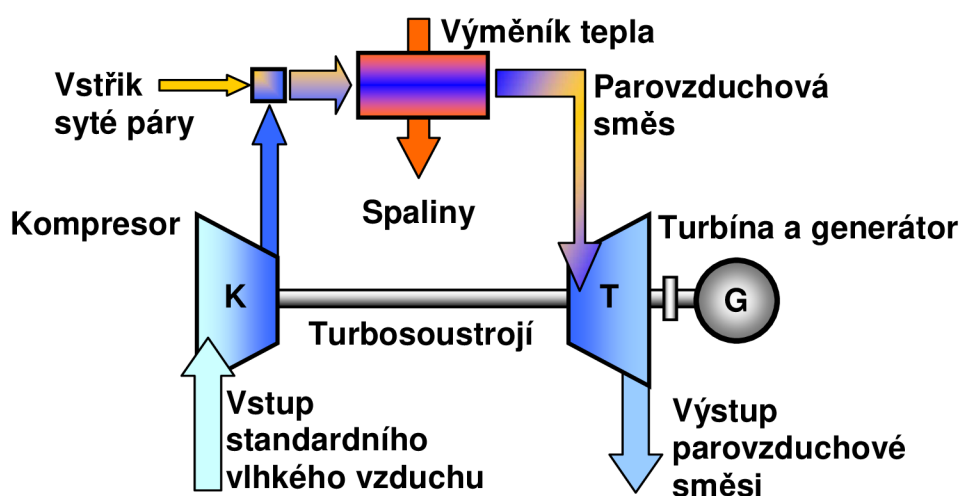 Výměník tepla
Vstřik
syté páry
Parovzduchová
směs
Spaliny
Kompresor
Turbína a generátor
K
T
G
Turbosoustrojí
Vstup
standardního
vlhkého vzduchu
Výstup
parovzduchové
směsi